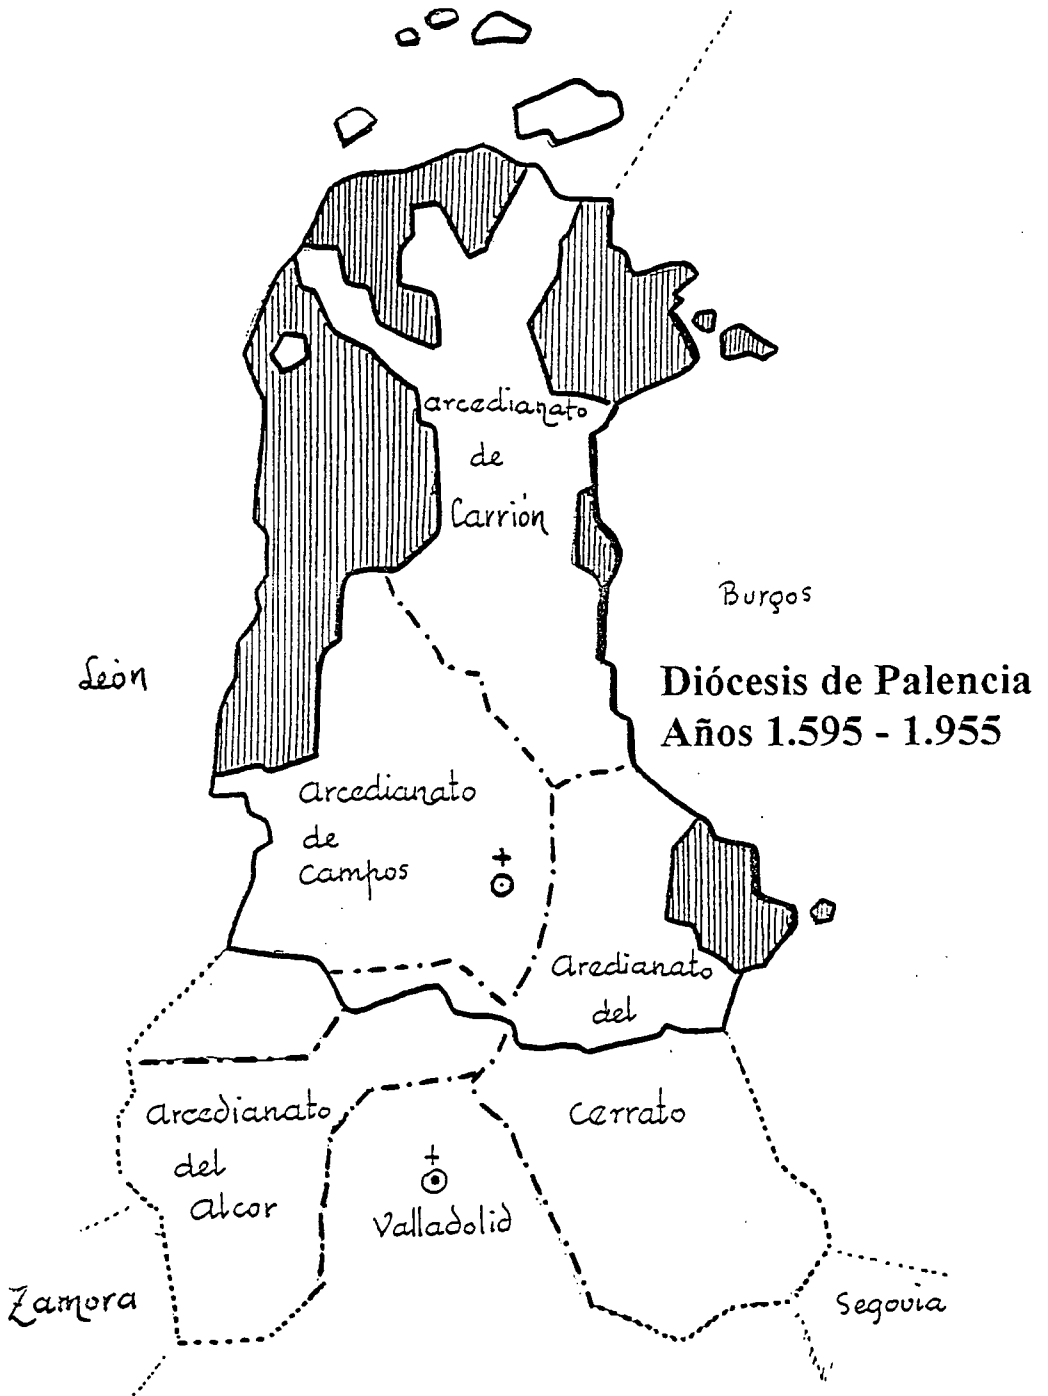 arcedianato
de
Carrión
Burgos
León
Diócesis de Palencia
Años 1.595 - 1.955
Arcedianato
de
Campos
Aredianato
del
Cerrato
Arcedianato
del
Alcor
Valladolid
Zamora
Segovia